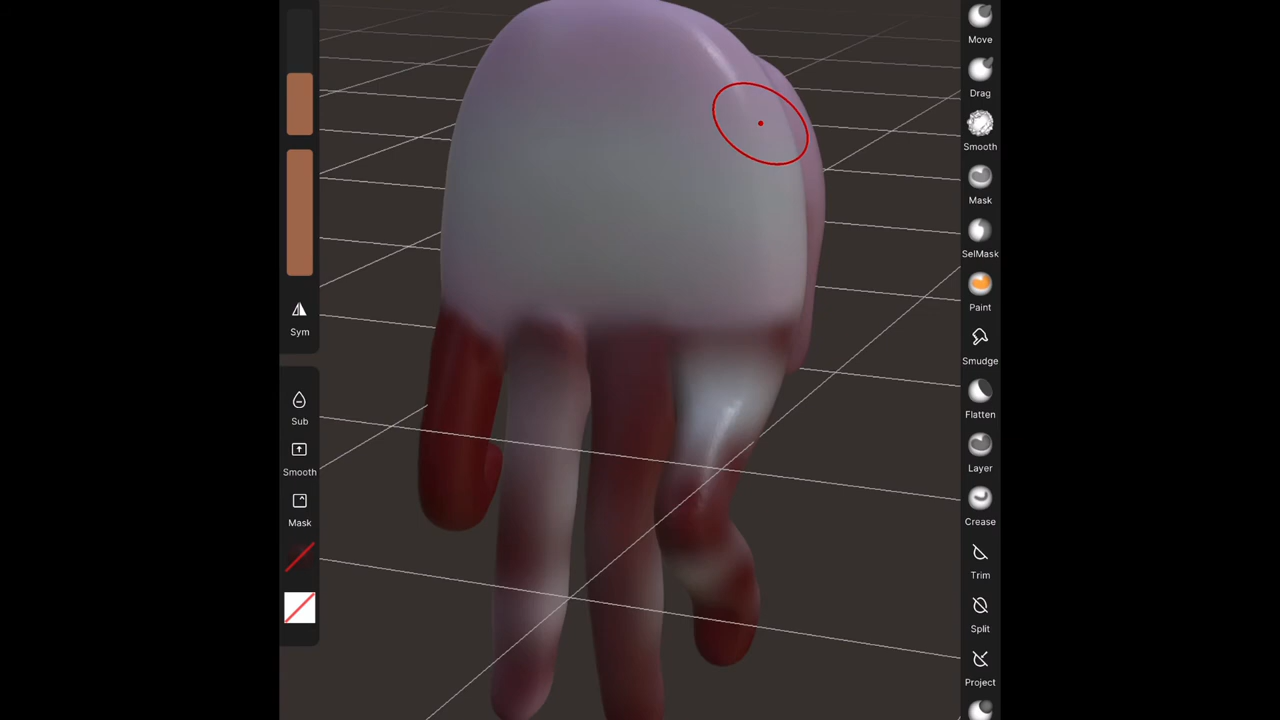 Sym
Sub
Smooth
Mask
Move
Drag
Smooth
Mask
SelMask
Paint
Smudge
Flatten
Layer
Crease
Trim
Split
Project